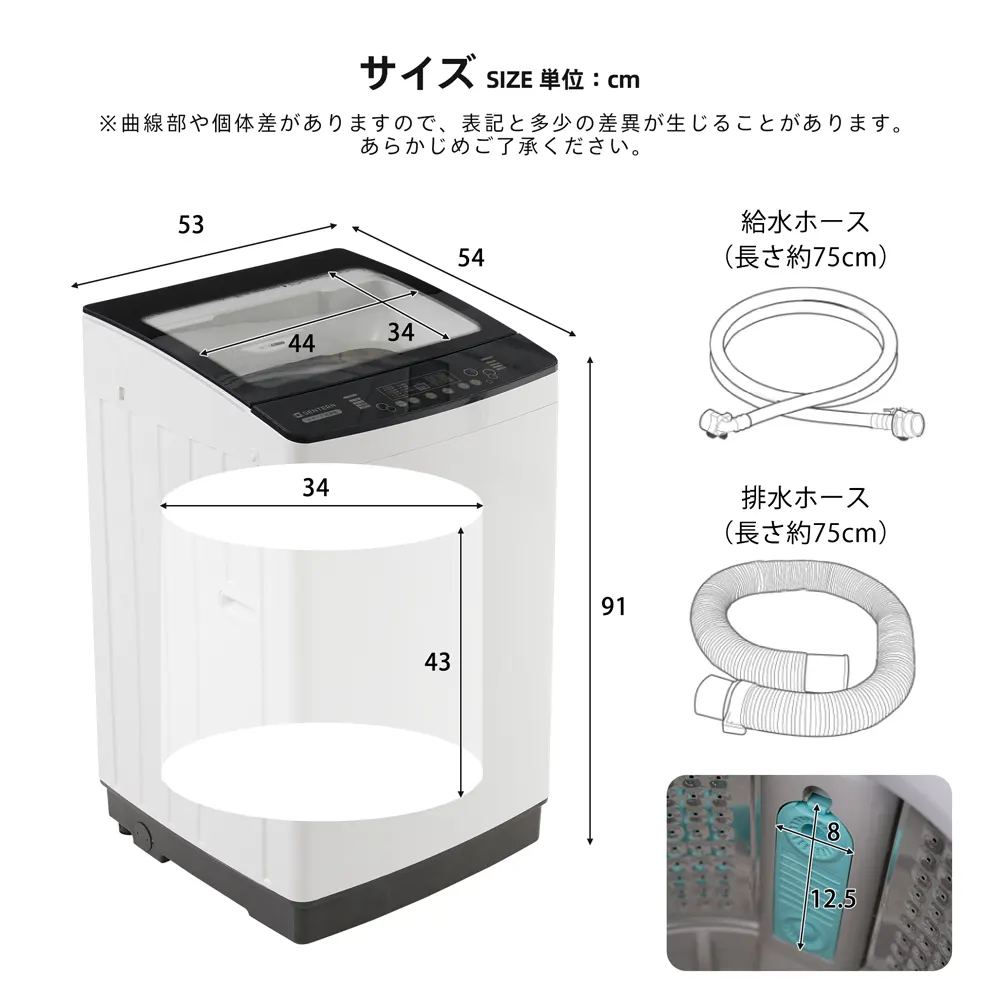 サイズ SIZE 単位：cm
※曲線部や個体差がありますので、表記と多少の差異が生じることがあります。
あらかじめご了承ください。
53
54
44
34
34
43
91
給水ホース
（長さ約75cm）
排水ホース
（長さ約75cm）
8
12.5
SENTERN